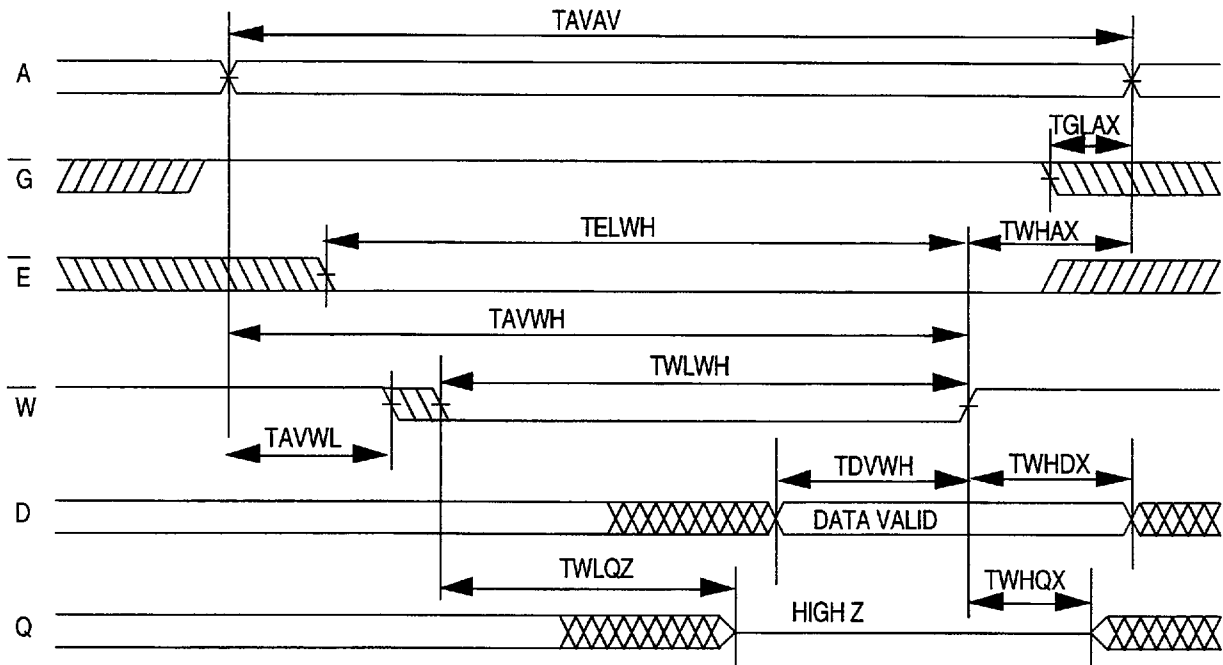 TAVAV
A
TGLAX
G
TELWH
TWHAX
E
TAVWH
TWLWH
W
TAVWL
TDVWH
TWHDX
D
DATA VALID
TWLQZ
TWHQX
Q
HIGH Z